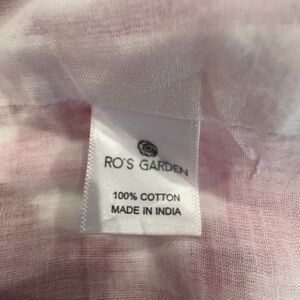 RO'S GARDEN
100% COTTON
MADE IN INDIA